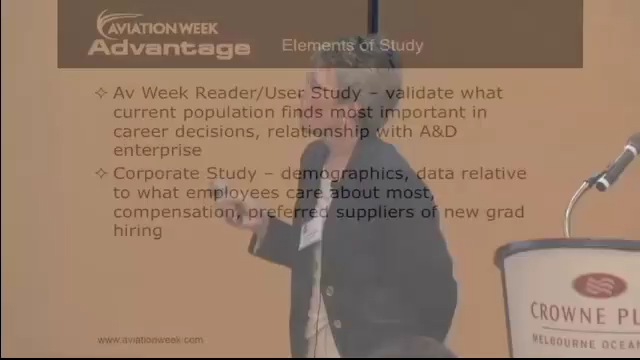 AVIATION WEEK
Advantage
Elements of Study
Av Week Reader/User Study – validate what
current population finds most important in
career decisions, relationship with A&D
enterprise
Corporate Study – demographics, data relative
to what employees care about most,
compensation, preferred suppliers of new grad
hiring
www.aviationweek.com
CROWNE PL
MELBOURNE OCEA